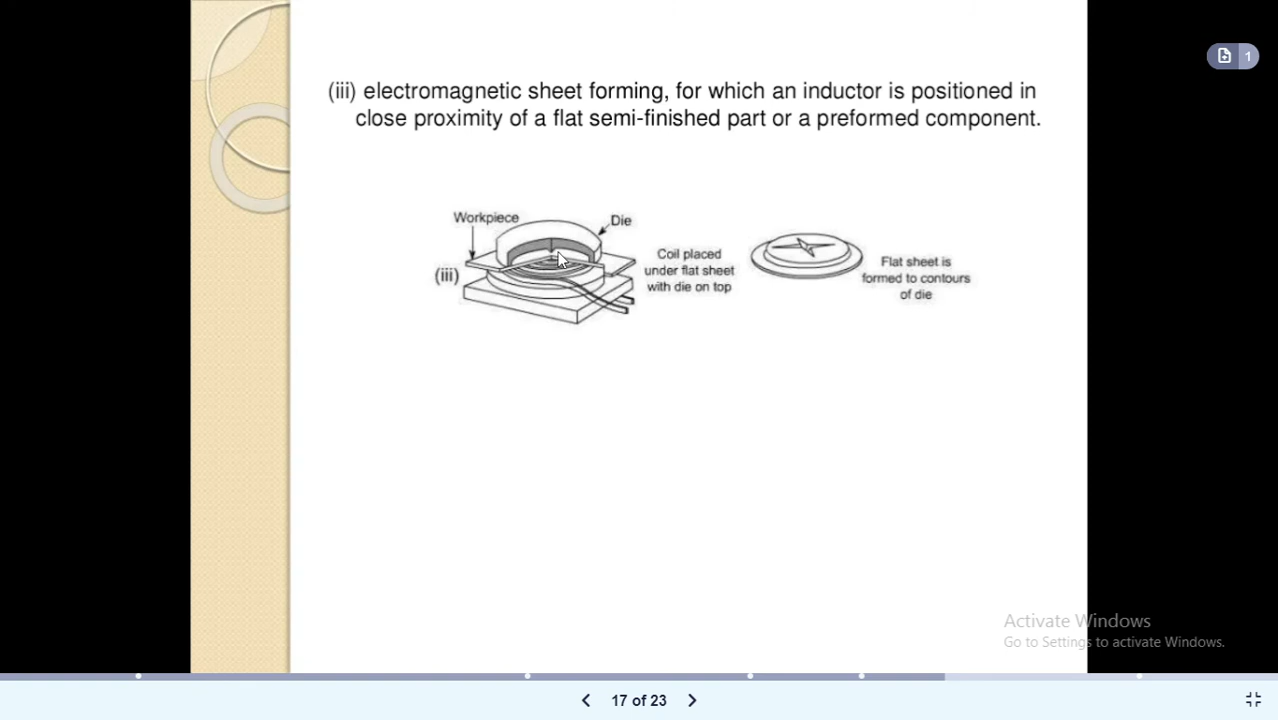 1
(iii) electromagnetic sheet forming, for which an inductor is positioned in
close proximity of a flat semi-finished part or a preformed component.
Workpiece
Die
(iii)
Coil placed
under flat sheet
with die on top
Flat sheet is
formed to contours
of die
Activate Windows
Go to Settings to activate Windows.
17 of 23